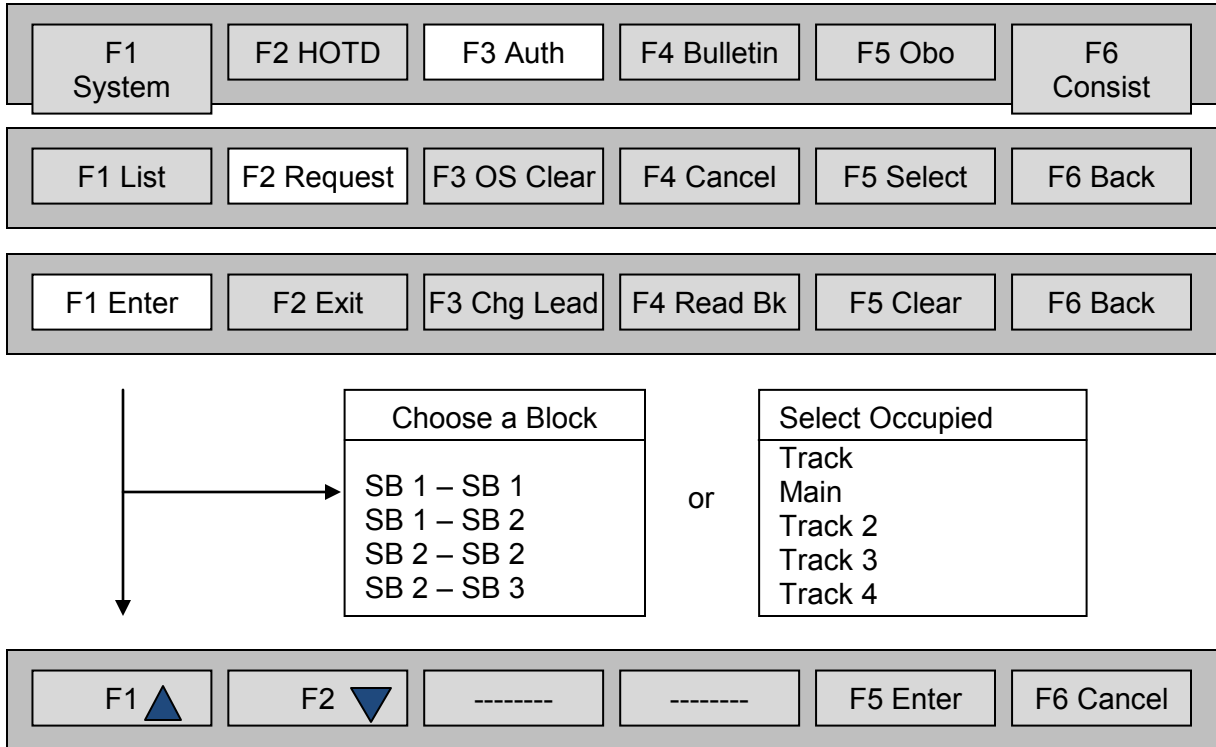 F1 System F2 HOTD F3 Auth F4 Bulletin F5 Obo F6 Consist
F1 List F2 Request F3 OS Clear F4 Cancel F5 Select F6 Back
F1 Enter F2 Exit F3 Chg Lead F4 Read Bk F5 Clear F6 Back
Choose a Block
SB 1 – SB 1
SB 1 – SB 2
SB 2 – SB 2
SB 2 – SB 3
or
Select Occupied
Track
Main
Track 2
Track 3
Track 4
F1 F2 -------- -------- F5 Enter F6 Cancel